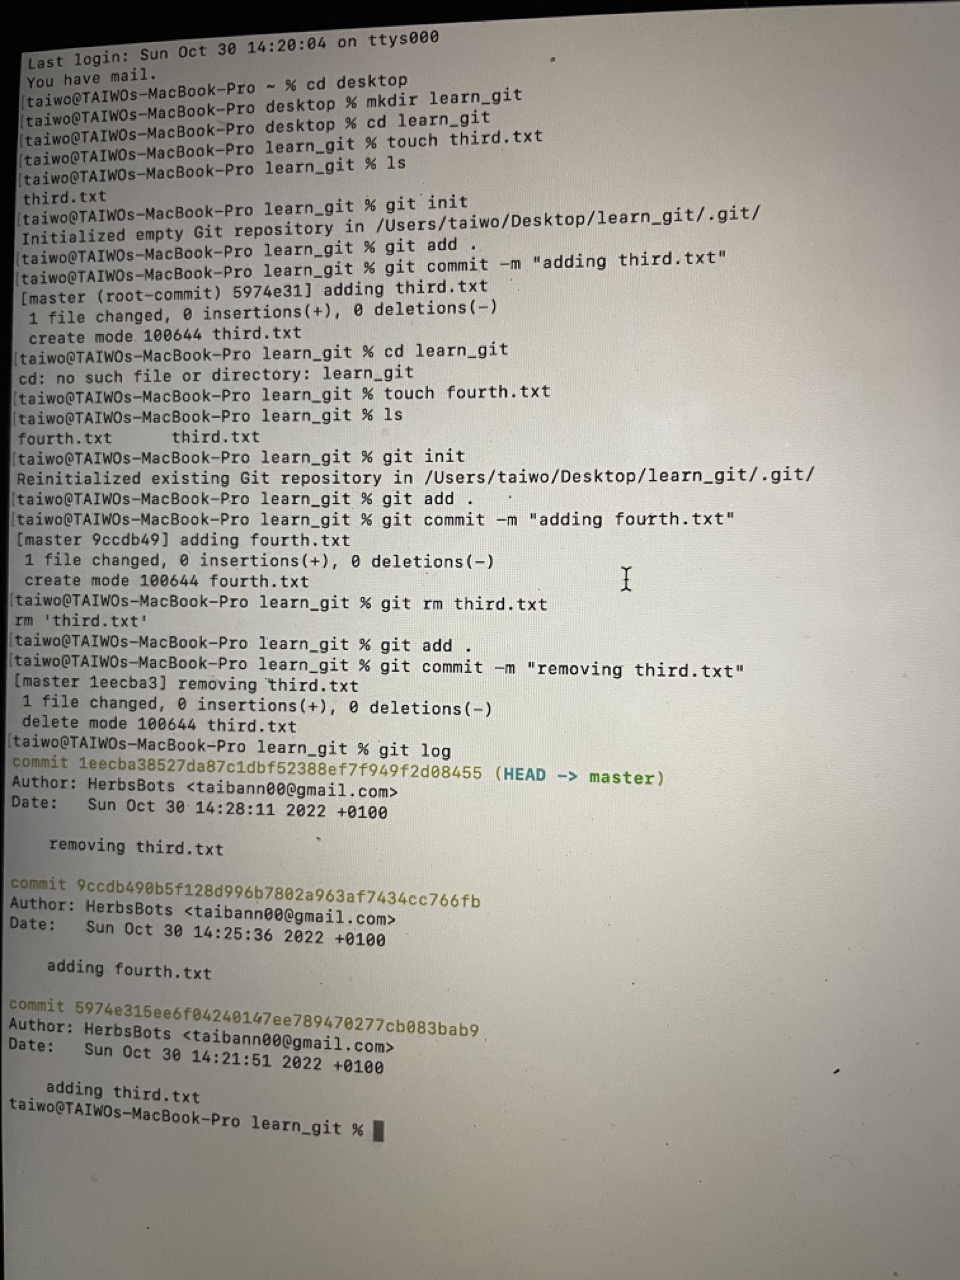 Last login: Sun Oct 30 14:20:04 on ttys000
You have mail.
[taiwo@TAIWOs-MacBook-Pro ~ % cd desktop
[taiwo@TAIWOs-MacBook-Pro desktop % mkdir learn_git
[taiwo@TAIWOs-MacBook-Pro desktop % cd learn_git
[taiwo@TAIWOs-MacBook-Pro learn_git % touch third.txt
[taiwo@TAIWOs-MacBook-Pro learn_git % ls
third.txt
[taiwo@TAIWOs-MacBook-Pro learn_git % git init
Initialized empty Git repository in /Users/taiwo/Desktop/learn_git/.git/
[taiwo@TAIWOs-MacBook-Pro learn_git % git add .
[taiwo@TAIWOs-MacBook-Pro learn_git % git commit -m "adding third.txt"
[master (root-commit) 5974e31] adding third.txt
 1 file changed, 0 insertions(+), 0 deletions(-)
 create mode 100644 third.txt
[taiwo@TAIWOs-MacBook-Pro learn_git % cd learn_git
cd: no such file or directory: learn_git
[taiwo@TAIWOs-MacBook-Pro learn_git % touch fourth.txt
[taiwo@TAIWOs-MacBook-Pro learn_git % ls
fourth.txt      third.txt
[taiwo@TAIWOs-MacBook-Pro learn_git % git init
Reinitialized existing Git repository in /Users/taiwo/Desktop/learn_git/.git/
[taiwo@TAIWOs-MacBook-Pro learn_git % git add .
[taiwo@TAIWOs-MacBook-Pro learn_git % git commit -m "adding fourth.txt"
[master 9ccdb49] adding fourth.txt
 1 file changed, 0 insertions(+), 0 deletions(-)
 create mode 100644 fourth.txt
[taiwo@TAIWOs-MacBook-Pro learn_git % git rm third.txt
rm 'third.txt'
[taiwo@TAIWOs-MacBook-Pro learn_git % git add .
[taiwo@TAIWOs-MacBook-Pro learn_git % git commit -m "removing third.txt"
[master 1eecba3] removing third.txt
 1 file changed, 0 insertions(+), 0 deletions(-)
 delete mode 100644 third.txt
[taiwo@TAIWOs-MacBook-Pro learn_git % git log
commit 1eecba38527da87c1dbf52388ef7f949f2d08455 (HEAD -> master)
Author: HerbsBots <taibann00@gmail.com>
Date:   Sun Oct 30 14:28:11 2022 +0100

    removing third.txt

commit 9ccdb490b5f128d996b7802a963af7434cc766fb
Author: HerbsBots <taibann00@gmail.com>
Date:   Sun Oct 30 14:25:36 2022 +0100

    adding fourth.txt

commit 5974e315ee6f04240147ee789470277cb083bab9
Author: HerbsBots <taibann00@gmail.com>
Date:   Sun Oct 30 14:21:51 2022 +0100

    adding third.txt
taiwo@TAIWOs-MacBook-Pro learn_git %